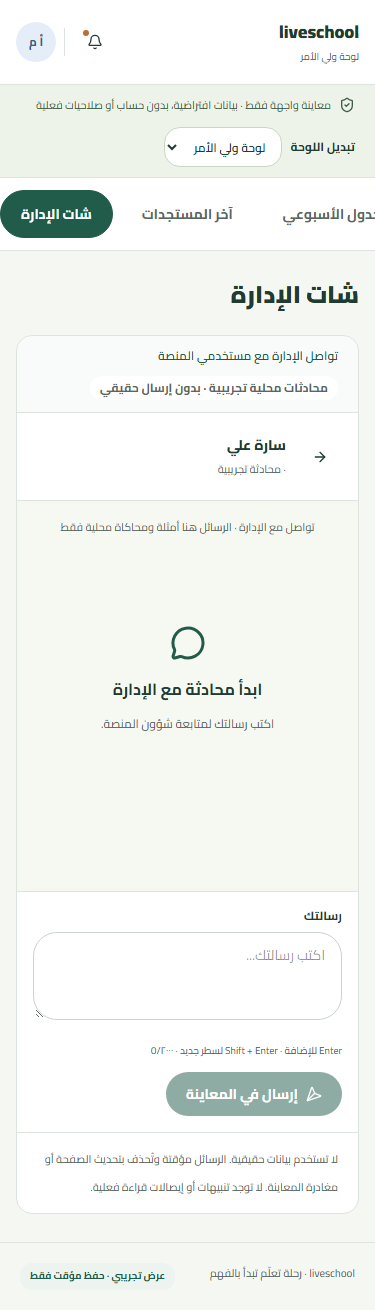 liveschool
لوحة ولي الأمر
أ م
معاينة واجهة فقط · بيانات افتراضية، بدون حساب أو صلاحيات فعلية
تبديل اللوحة
لوحة ولي الأمر
جدول الأسبوعي
آخر المستجدات
شات الإدارة
شات الإدارة
تواصل الإدارة مع مستخدمي المنصة
محادثات محلية تجريبية · بدون إرسال حقيقي
سارة علي
· محادثة تجريبية
تواصل مع الإدارة · الرسائل هنا أمثلة ومحاكاة محلية فقط
ابدأ محادثة مع الإدارة
اكتب رسالتك لمتابعة شؤون المنصة.
رسالتك
اكتب رسالتك...
Enter للإضافة · Shift + Enter لسطر جديد · ٠/٢٠٠٠
إرسال في المعاينة
لا تستخدم بيانات حقيقية. الرسائل مؤقتة وتُحذف بتحديث الصفحة أو
مغادرة المعاينة. لا توجد تنبيهات أو إيصالات قراءة فعلية.
liveschool · رحلة تعلّم تبدأ بالفهم
عرض تجريبي · حفظ مؤقت فقط